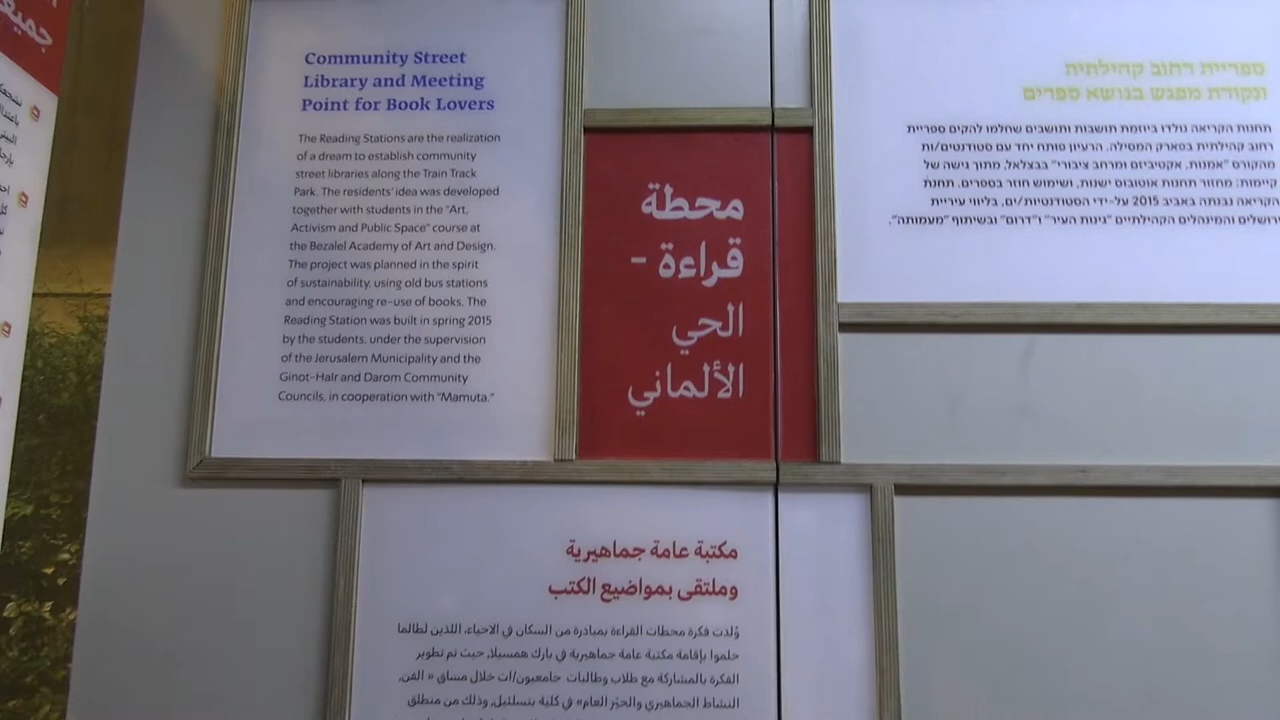 Community Street
Library and Meeting
Point for Book Lovers
The Reading Stations are the realization
of a dream to establish community
street libraries along the Train Track
Park. The residents' idea was developed
together with students in the "Art,
Activism and Public Space" course at
the Bezalel Academy of Art and Design.
The project was planned in the spirit
of sustainability, using old bus stations
and encouraging re-use of books. The
Reading Station was built in spring 2015
by the students, under the supervision
of the Jerusalem Municipality and the
Ginot-HaIr and Darom Community
Councils, in cooperation with "Mamuta."
محطة
قراءة -
الحي
الألماني
ספריית רחוב קהילתית
ונקודת מפגש בנושא ספרים
תחנות הקריאה נולדו ביוזמת תושבות ותושבים שחלמו להקים ספריית
רחוב קהילתית בפארק המסילה. הרעיון פותח יחד עם סטודנטים/ות
מהקורס "אמנות, אקטיביזם ומרחב ציבורי" בבצלאל, מתוך גישה של
קיימות: מחזור תחנות אוטובוס ישנות, ושימוש חוזר בספרים. תחנת
הקריאה נבנתה באביב 2015 על-ידי הסטודנטיות/ים, בליווי עיריית
ירושלים והמינהלים הקהילתיים "גינות העיר" ו"דרום" ובשיתוף "מעמותה".
مكتبة عامة جماهيرية
وملتقى بمواضيع الكتب
وُلدت فكرة محطات القراءة بمبادرة من السكان في الاحياء، اللذين لطالما
حلموا بإقامة مكتبة عامة جماهيرية في بارك همسيلا، حيث تم تطوير
الفكرة بالمشاركة مع طلاب وطالبات جامعيون/ات خلال مساق « الفن،
النشاط الجماهيري والحيّز العام» في كلية بتسلئيل، وذلك من منطلق